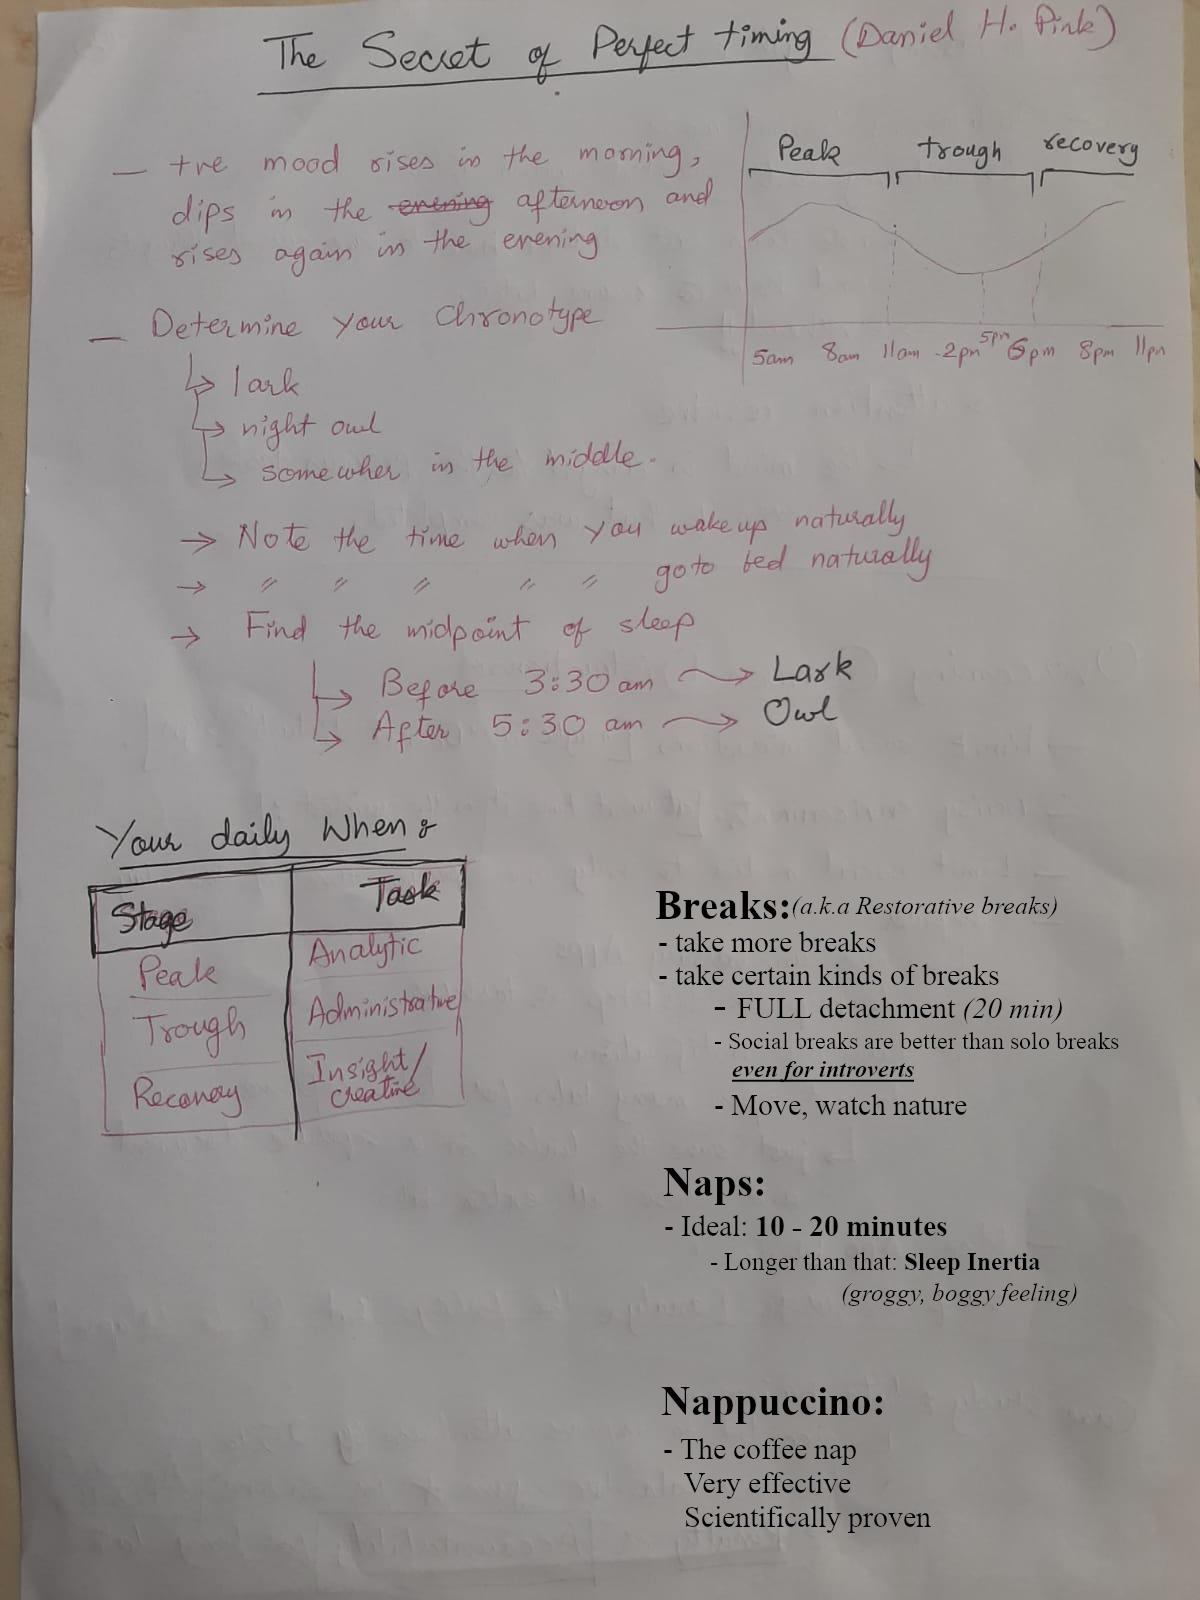 The Secret of Perfect timing (Daniel H. Pink)
— +ve mood rises in the morning,
dips in the evening afternoon and
rises again in the evening
Peak trough recovery
5am 8am 11am 2pm 5pm 6pm 8pm 11pm
— Determine your Chronotype
lark
night owl
somewher in the middle.
→ Note the time when you wake up naturally
→ " " " " " go to bed naturally
→ Find the midpoint of sleep
Before 3:30 am → Lark
After 5:30 am → Owl
Your daily When :
Stage Task
Peak Analytic
Trough Administrative
Recovery Insight/
creative
Breaks:(a.k.a Restorative breaks)
- take more breaks
- take certain kinds of breaks
- FULL detachment (20 min)
- Social breaks are better than solo breaks
even for introverts
- Move, watch nature
Naps:
- Ideal: 10 - 20 minutes
- Longer than that: Sleep Inertia
(groggy, boggy feeling)
Nappuccino:
- The coffee nap
Very effective
Scientifically proven